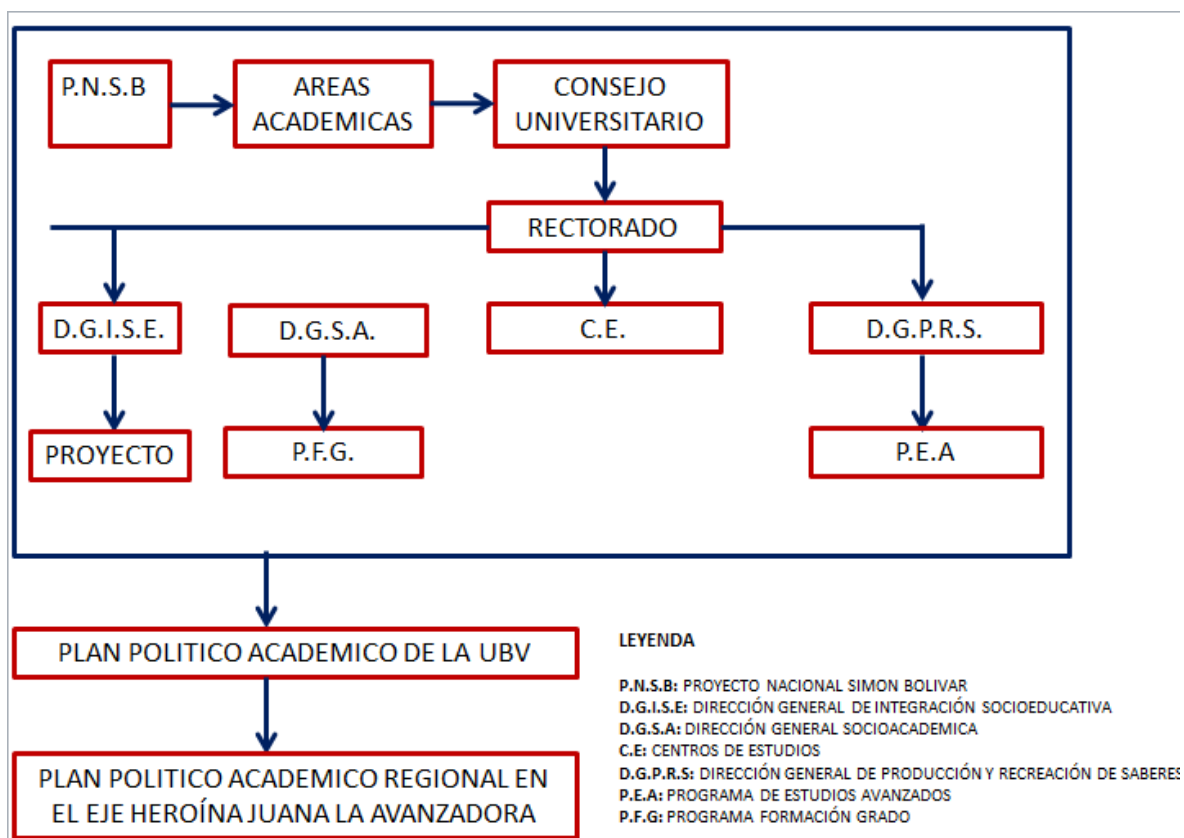 P.N.S.B
AREAS
ACADEMICAS
CONSEJO
UNIVERSITARIO
RECTORADO
D.G.I.S.E.
D.G.S.A.
C.E.
D.G.P.R.S.
PROYECTO
P.F.G.
P.E.A
PLAN POLITICO ACADEMICO DE LA UBV
PLAN POLITICO ACADEMICO REGIONAL EN
EL EJE HEROÍNA JUANA LA AVANZADORA
LEYENDA
P.N.S.B: PROYECTO NACIONAL SIMON BOLIVAR
D.G.I.S.E: DIRECCIÓN GENERAL DE INTEGRACIÓN SOCIOEDUCATIVA
D.G.S.A: DIRECCIÓN GENERAL SOCIOACADEMICA
C.E: CENTROS DE ESTUDIOS
D.G.P.R.S: DIRECCIÓN GENERAL DE PRODUCCIÓN Y RECREACIÓN DE SABERES
P.E.A: PROGRAMA DE ESTUDIOS AVANZADOS
P.F.G: PROGRAMA FORMACIÓN GRADO